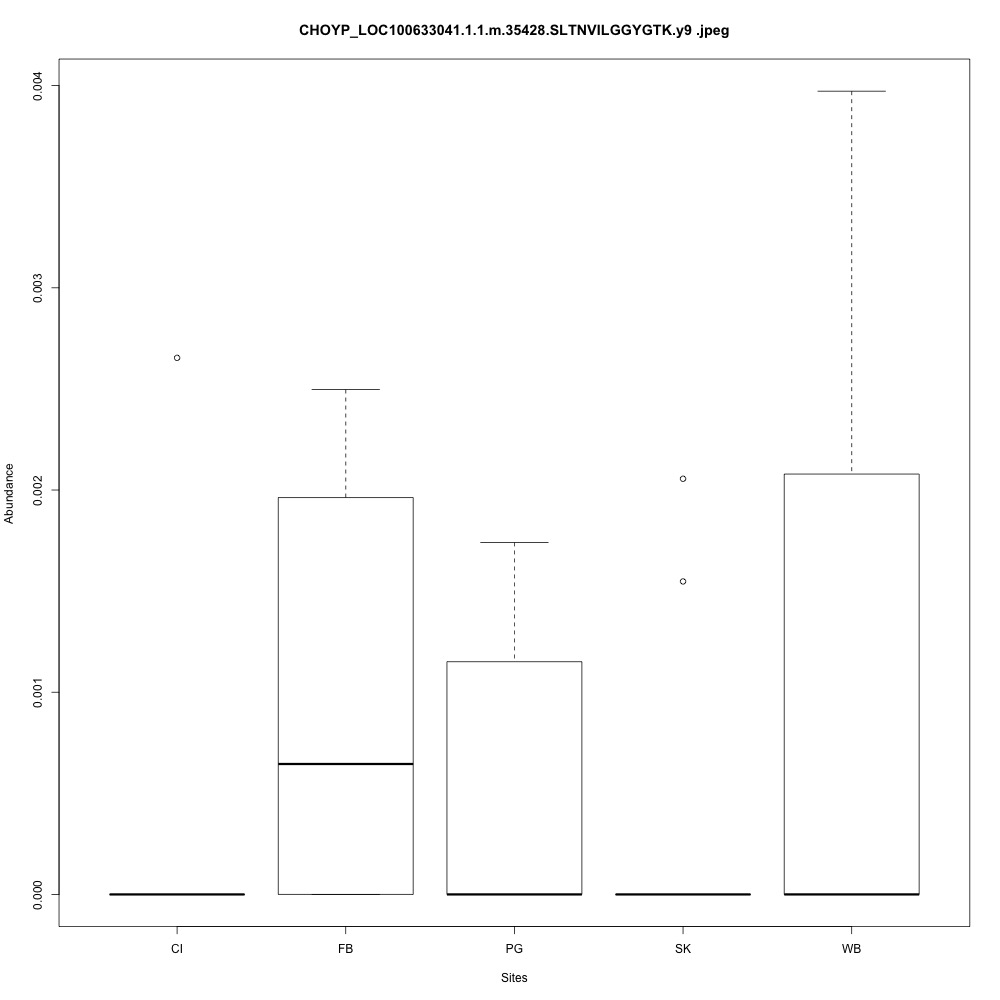 CHOYP_LOC100633041.1.1.m.35428.SLTNVILGGYGTK.y9 .jpeg
0.004
0.003
0.002
0.001
0.000
Abundance
CI FB PG SK WB
Sites